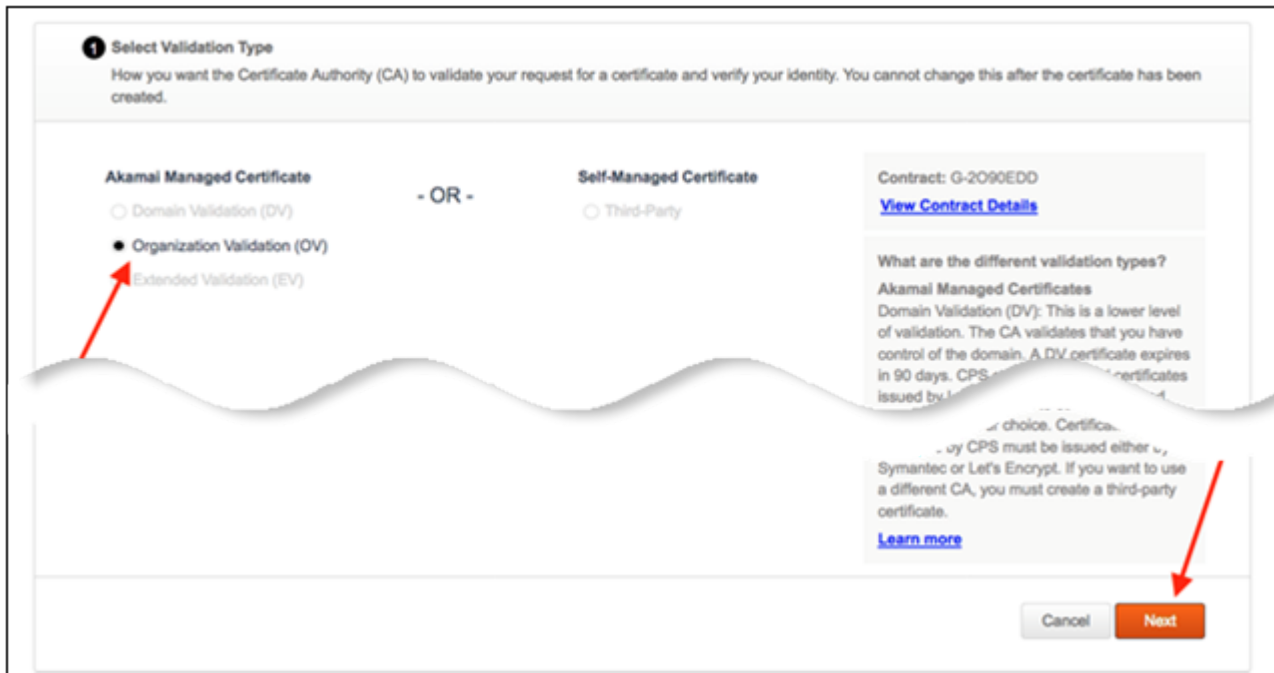 1 Select Validation Type
How you want the Certificate Authority (CA) to validate your request for a certificate and verify your identity. You cannot change this after the certificate has been
created.
Akamai Managed Certificate
Domain Validation (DV)
Organization Validation (OV)
Extended Validation (EV)
- OR -
Self-Managed Certificate
Third-Party
Contract: G-2O90EDD
View Contract Details
What are the different validation types?
Akamai Managed Certificates
Domain Validation (DV): This is a lower level
of validation. The CA validates that you have
control of the domain. A DV certificate expires
in 90 days. CPS certificates
issued by
choice.
by CPS must be issued either
Symantec or Let's Encrypt. If you want to use
a different CA, you must create a third-party
certificate.
Learn more
Cancel
Next